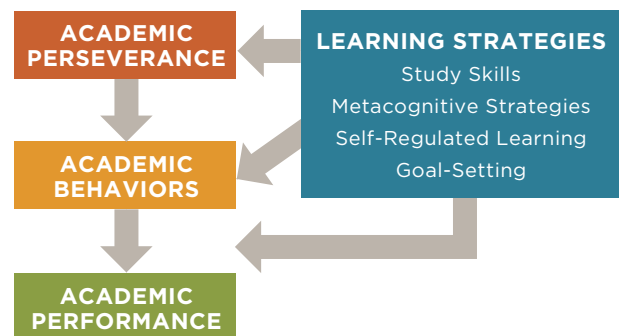 ACADEMIC
PERSEVERANCE
LEARNING STRATEGIES
Study Skills
Metacognitive Strategies
Self-Regulated Learning
Goal-Setting
ACADEMIC
BEHAVIORS
ACADEMIC
PERFORMANCE